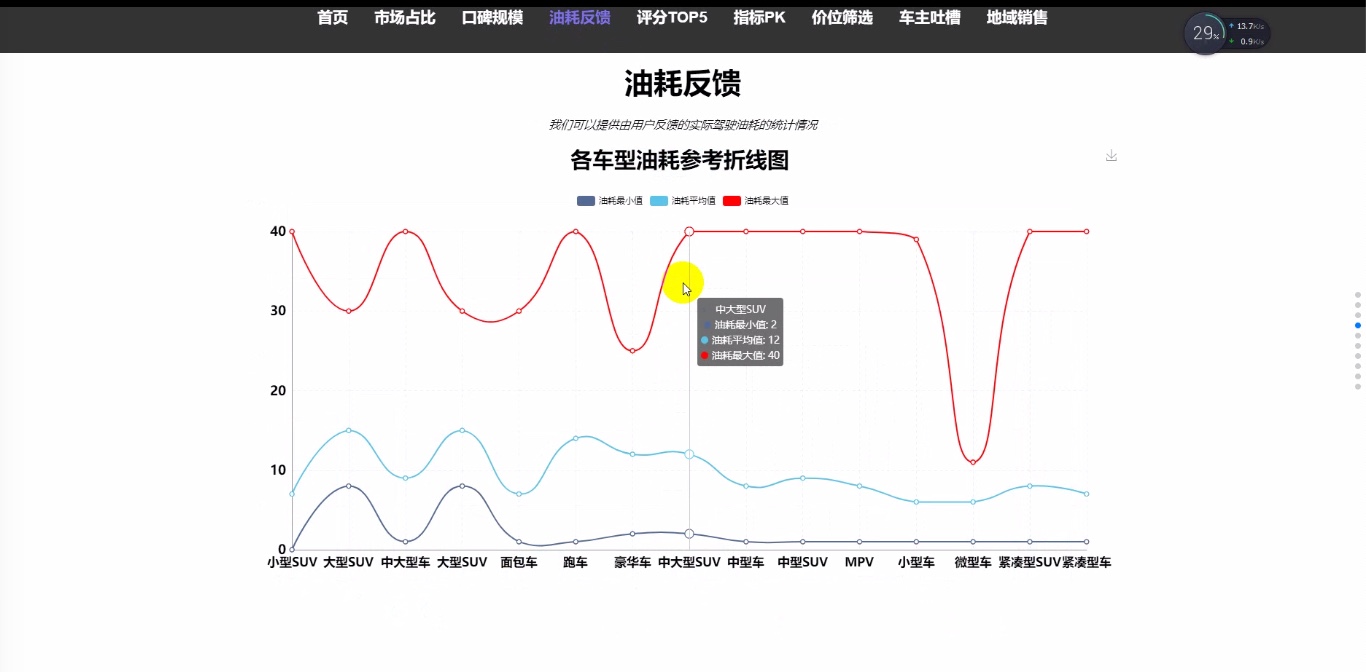 首页 市场占比 口碑规模 油耗反馈 评分TOP5 指标PK 价位筛选 车主吐槽 地域销售
29% 13.7K/s
0.9K/s
油耗反馈
我们可以提供由用户反馈的实际驾驶油耗的统计情况
各车型油耗参考折线图
油耗最小值 油耗平均值 油耗最大值
40
30
中大型SUV
油耗最小值: 2
油耗平均值: 12
油耗最大值: 40
20
10
0
小型SUV 大型SUV 中大型车 大型SUV 面包车 跑车 豪华车 中大型SUV 中型车 中型SUV MPV 小型车 微型车 紧凑型SUV 紧凑型车